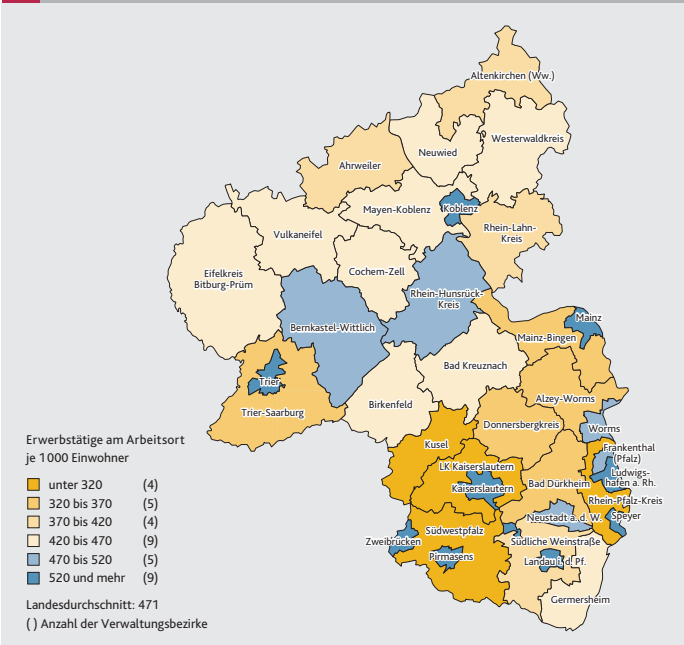 Altenkirchen (Ww.)
Westerwaldkreis
Neuwied
Ahrweiler
Mayen-Koblenz
Koblenz
Rhein-Lahn-
Kreis
Vulkaneifel
Cochem-Zell
Eifelkreis
Bitburg-Prüm
Rhein-Hunsrück-
Kreis
Bernkastel-Wittlich
Mainz
Mainz-Bingen
Bad Kreuznach
Trier
Alzey-Worms
Birkenfeld
Trier-Saarburg
Donnersbergkreis
Worms
Kusel
Frankenthal
(Pfalz)
LK Kaiserslautern
Ludwigs-
hafen a. Rh.
Kaiserslautern
Bad Dürkheim
Rhein-Pfalz-Kreis
Neustadt a. d. W.
Speyer
Südwestpfalz
Zweibrücken
Südliche Weinstraße
Pirmasens
Landau i. d. Pf.
Germersheim
Erwerbstätige am Arbeitsort
je 1000 Einwohner
unter 320 (4)
320 bis 370 (5)
370 bis 420 (4)
420 bis 470 (9)
470 bis 520 (5)
520 und mehr (9)
Landesdurchschnitt: 471
( ) Anzahl der Verwaltungsbezirke